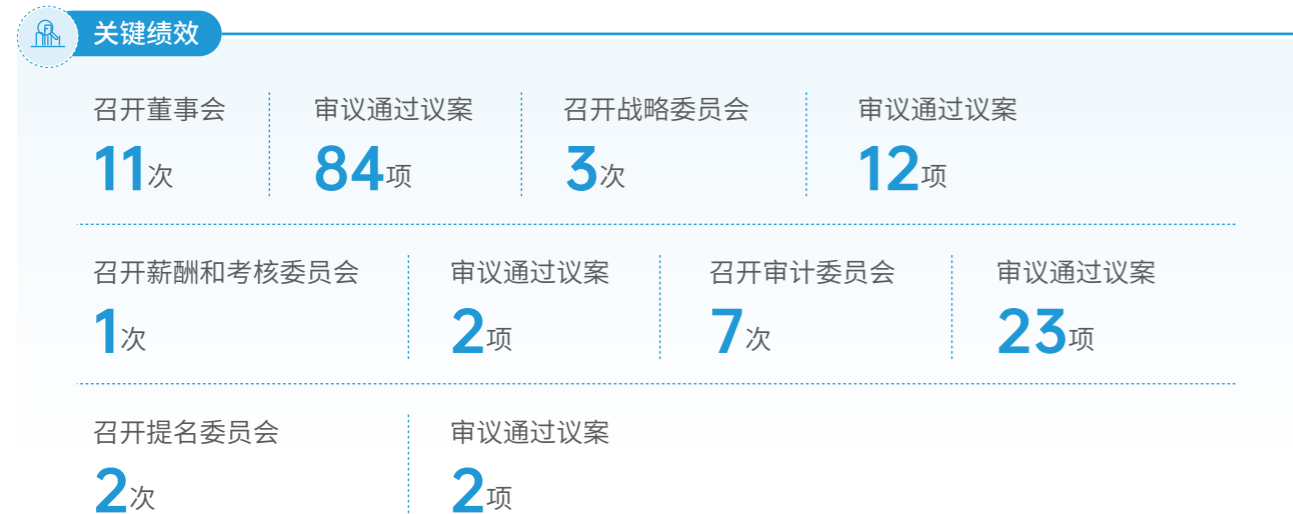 关键绩效
召开董事会 审议通过议案 召开战略委员会 审议通过议案
11次 84项 3次 12项
召开薪酬和考核委员会 审议通过议案 召开审计委员会 审议通过议案
1次 2项 7次 23项
召开提名委员会 审议通过议案
2次 2项